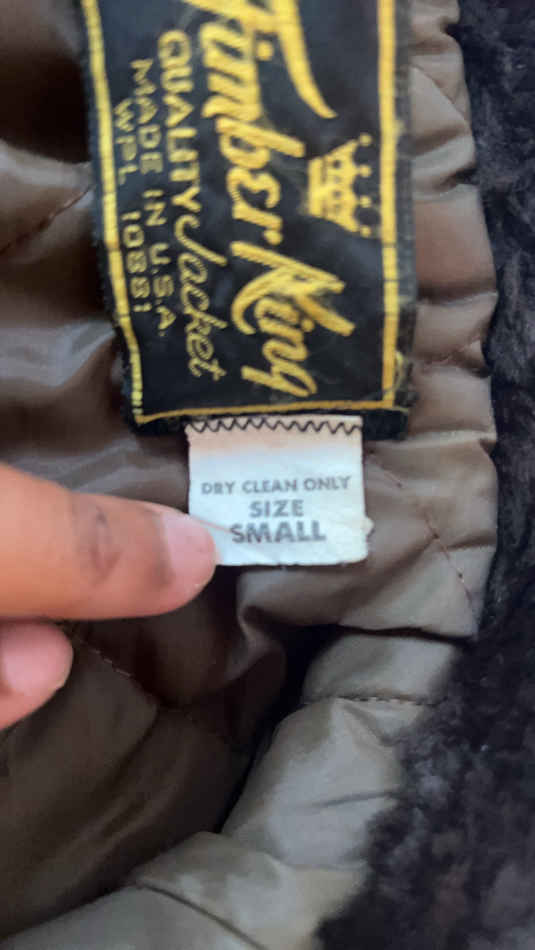 Timber King
QUALITY Jacket
MADE IN U.S.A.
WPL 10881
DRY CLEAN ONLY
SIZE
SMALL